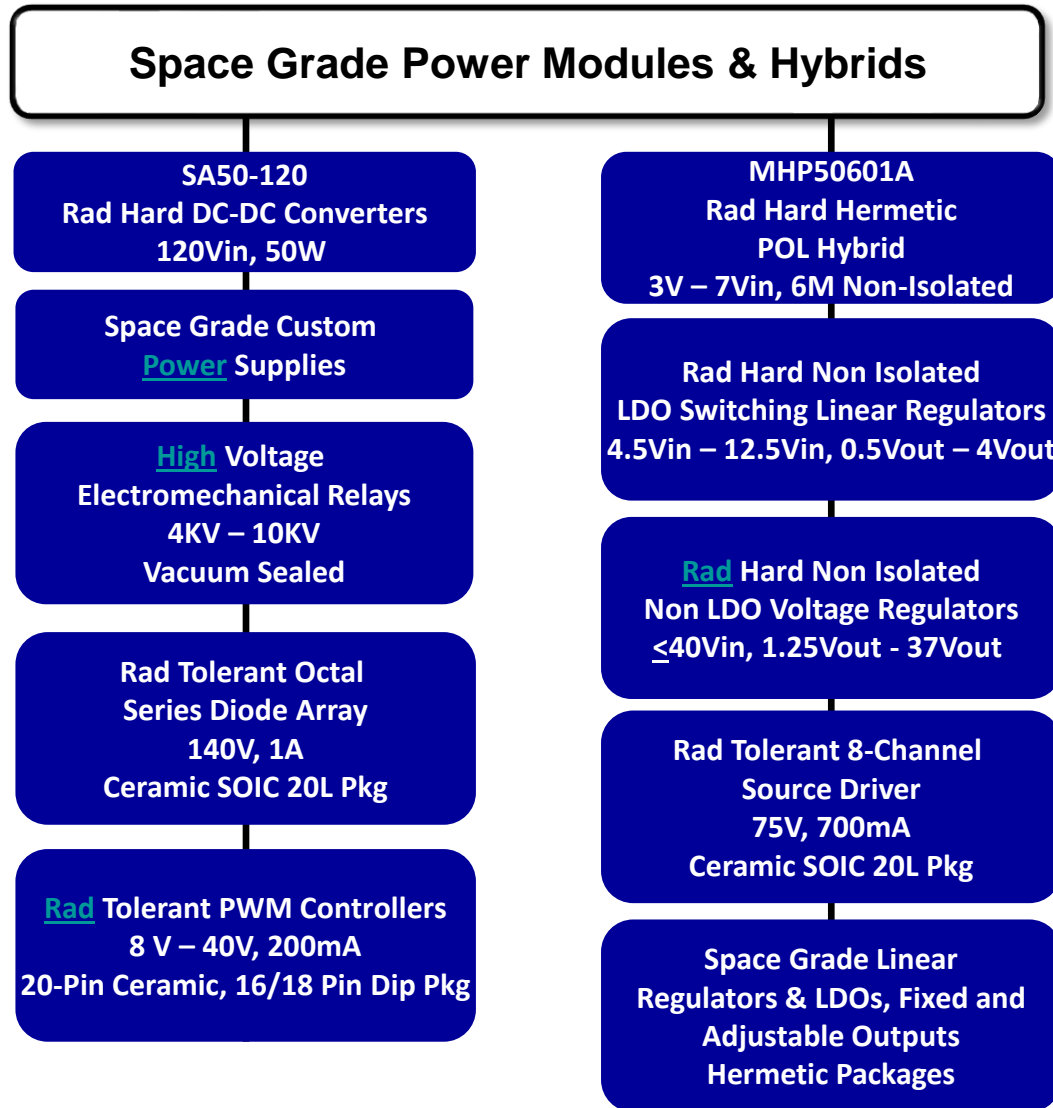 Space Grade Power Modules & Hybrids
SA50-120
Rad Hard DC-DC Converters
120Vin, 50W
Space Grade Custom
Power Supplies
High Voltage
Electromechanical Relays
4KV – 10KV
Vacuum Sealed
Rad Tolerant Octal
Series Diode Array
140V, 1A
Ceramic SOIC 20L Pkg
Rad Tolerant PWM Controllers
8 V – 40V, 200mA
20-Pin Ceramic, 16/18 Pin Dip Pkg
MHP50601A
Rad Hard Hermetic
POL Hybrid
3V – 7Vin, 6M Non-Isolated
Rad Hard Non Isolated
LDO Switching Linear Regulators
4.5Vin – 12.5Vin, 0.5Vout – 4Vout
Rad Hard Non Isolated
Non LDO Voltage Regulators
<40Vin, 1.25Vout - 37Vout
Rad Tolerant 8-Channel
Source Driver
75V, 700mA
Ceramic SOIC 20L Pkg
Space Grade Linear
Regulators & LDOs, Fixed and
Adjustable Outputs
Hermetic Packages